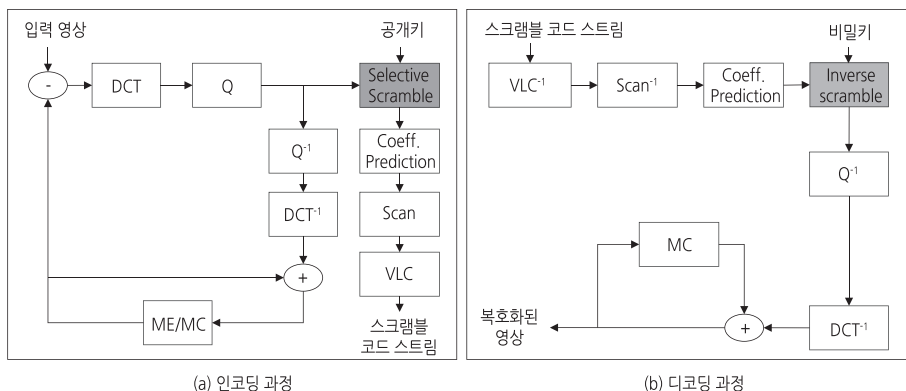 입력 영상
공개키
-
DCT
Q
Selective
Scramble
Q-1
Coeff.
Prediction
DCT-1
Scan
+
VLC
ME/MC
스크램블
코드 스트림
(a) 인코딩 과정
스크램블 코드 스트림
비밀키
VLC-1
Scan-1
Coeff.
Prediction
Inverse
scramble
Q-1
MC
복호화된
영상
+
DCT-1
(b) 디코딩 과정